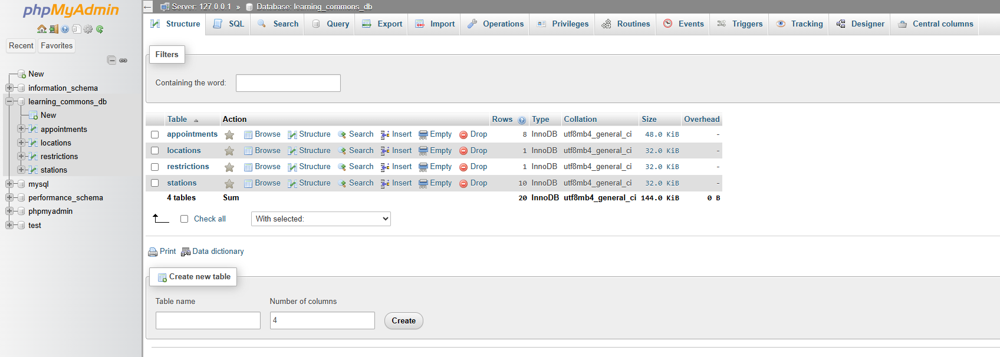 phpMyAdmin
Recent Favorites
New
information_schema
learning_commons_db
New
appointments
locations
restrictions
stations
mysql
performance_schema
phpmyadmin
test
Server: 127.0.0.1 » Database: learning_commons_db
Structure SQL Search Query Export Import Operations Privileges Routines Events Triggers Tracking Designer Central columns
Filters
Containing the word:
Table Action Rows Type Collation Size Overhead
appointments Browse Structure Search Insert Empty Drop 8 InnoDB utf8mb4_general_ci 48.0 KiB -
locations Browse Structure Search Insert Empty Drop 1 InnoDB utf8mb4_general_ci 32.0 KiB -
restrictions Browse Structure Search Insert Empty Drop 1 InnoDB utf8mb4_general_ci 32.0 KiB -
stations Browse Structure Search Insert Empty Drop 10 InnoDB utf8mb4_general_ci 32.0 KiB -
4 tables Sum 20 InnoDB utf8mb4_general_ci 144.0 KiB 0 B
Check all With selected:
Print Data dictionary
Create new table
Table name Number of columns
4 Create